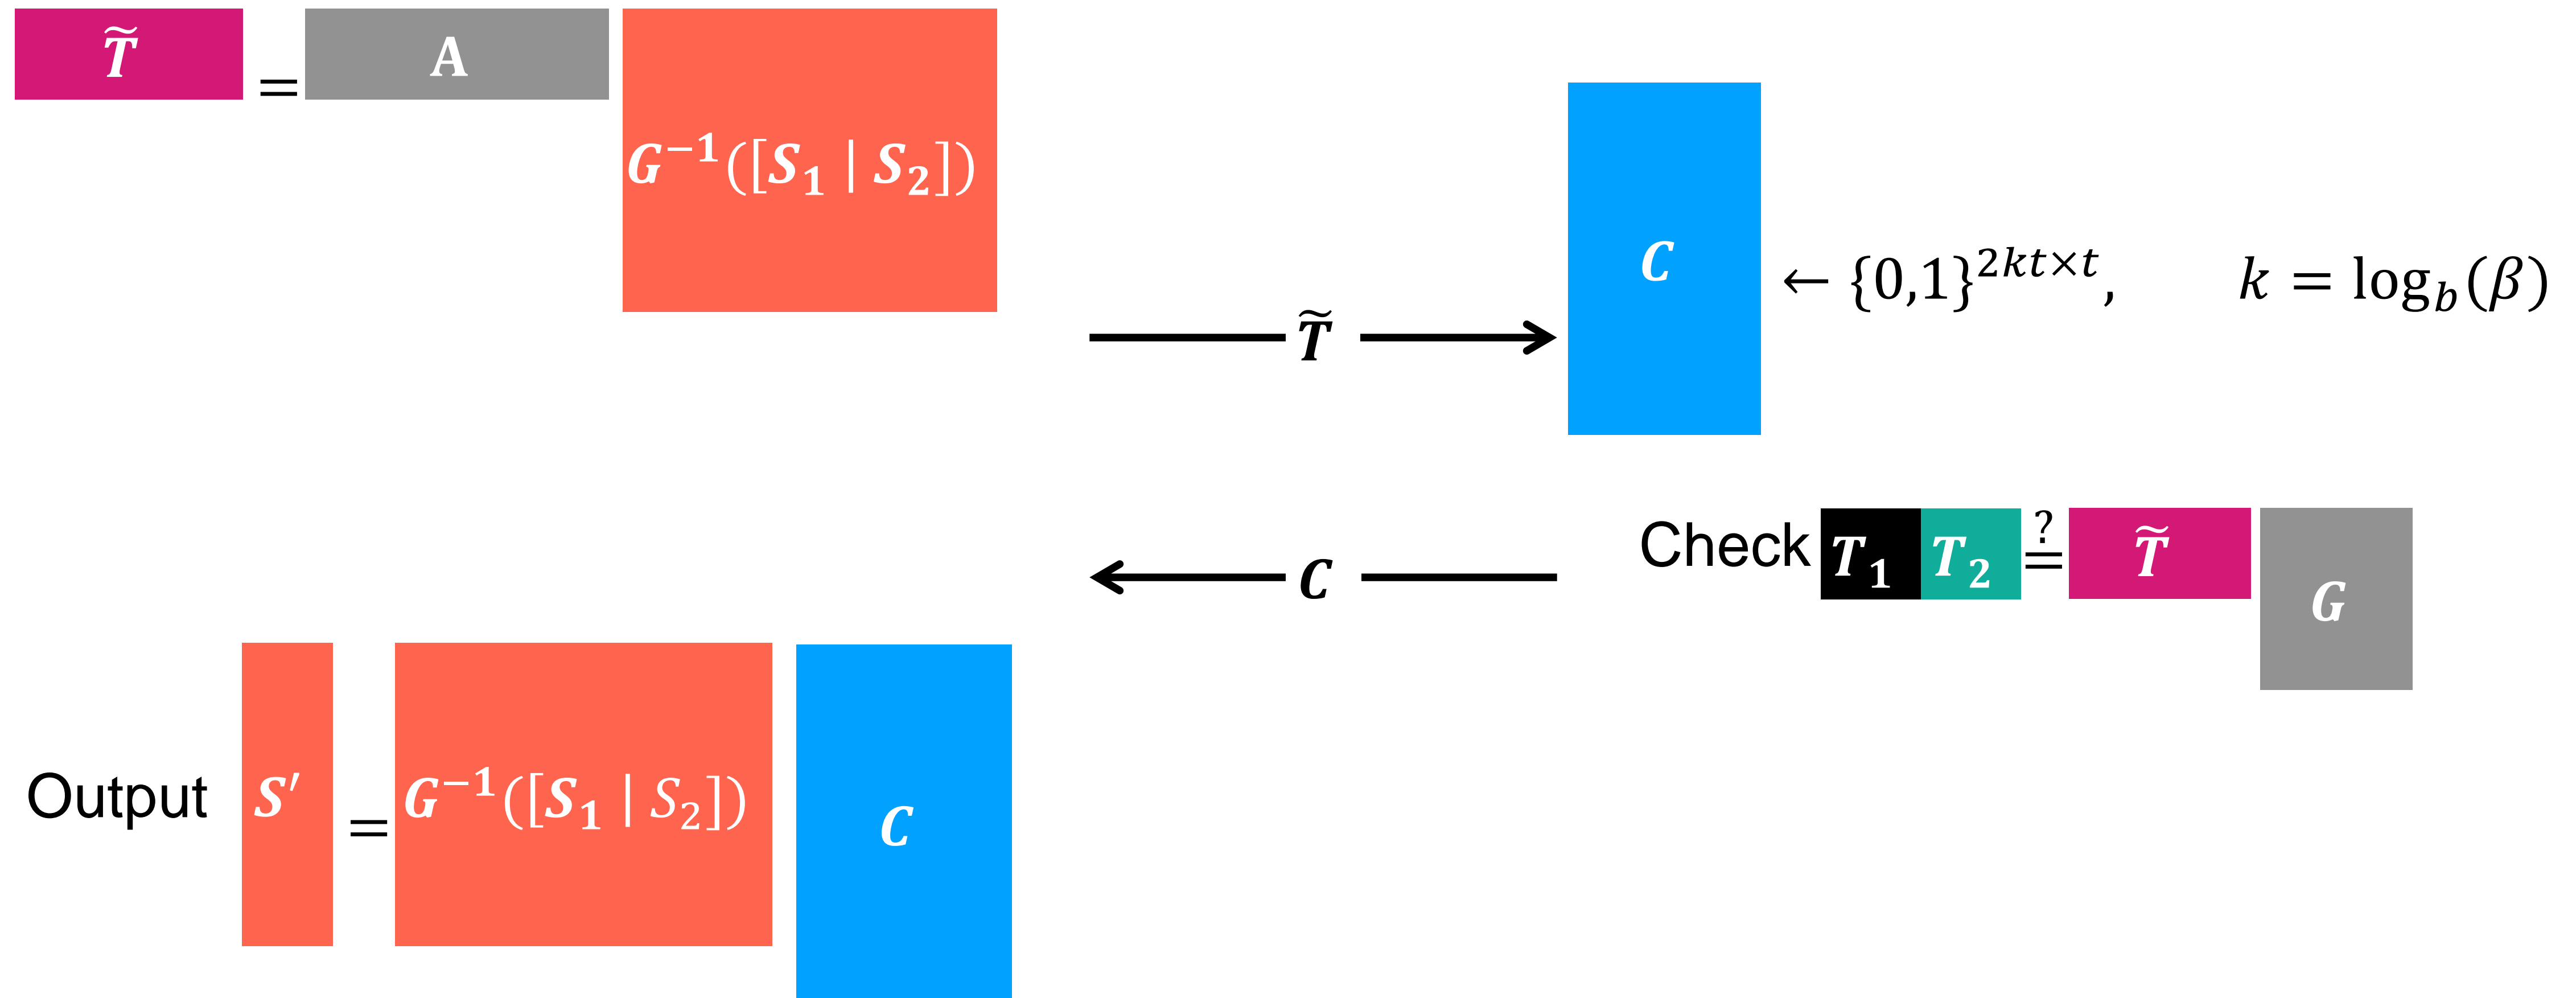 T̃ = A G⁻¹([S₁ | S₂])
C ← {0,1}^{2kt×t}, k = log_b(β)
T̃
Check T₁ T₂ ≟ T̃ G
C
Output S′ = G⁻¹([S₁ | S₂]) C